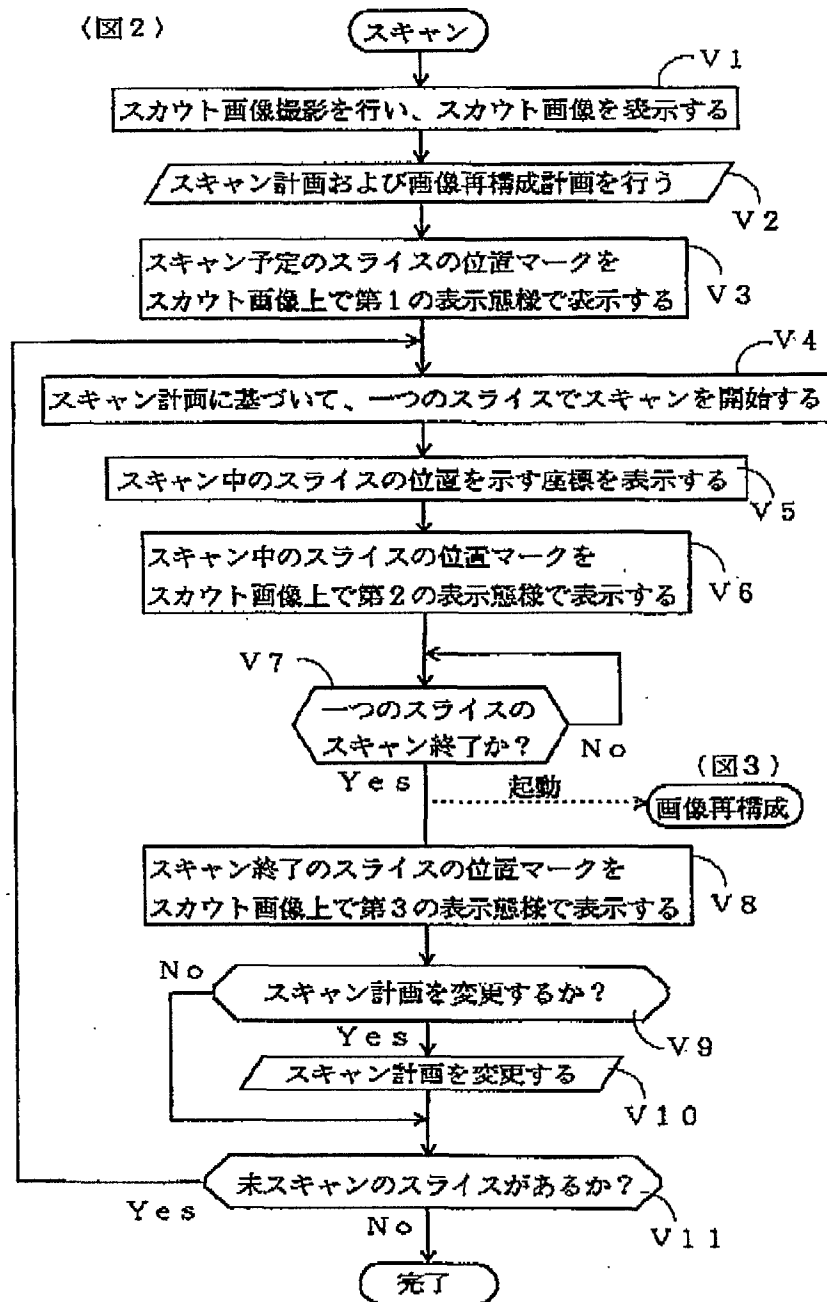 (図2)
スキャン
V1
スカウト画像撮影を行い、スカウト画像を表示する
スキャン計画および画像再構成計画を行う
V2
スキャン予定のスライスの位置マークを
スカウト画像上で第1の表示態様で表示する
V3
V4
スキャン計画に基づいて、一つのスライスでスキャンを開始する
スキャン中のスライスの位置を示す座標を表示する
V5
スキャン中のスライスの位置マークを
スカウト画像上で第2の表示態様で表示する
V6
V7
一つのスライスの
スキャン終了か?
No
Yes
起動
(図3)
画像再構成
スキャン終了のスライスの位置マークを
スカウト画像上で第3の表示態様で表示する
V8
No
スキャン計画を変更するか?
Yes
V9
スキャン計画を変更する
V10
未スキャンのスライスがあるか?
Yes
No
V11
完了